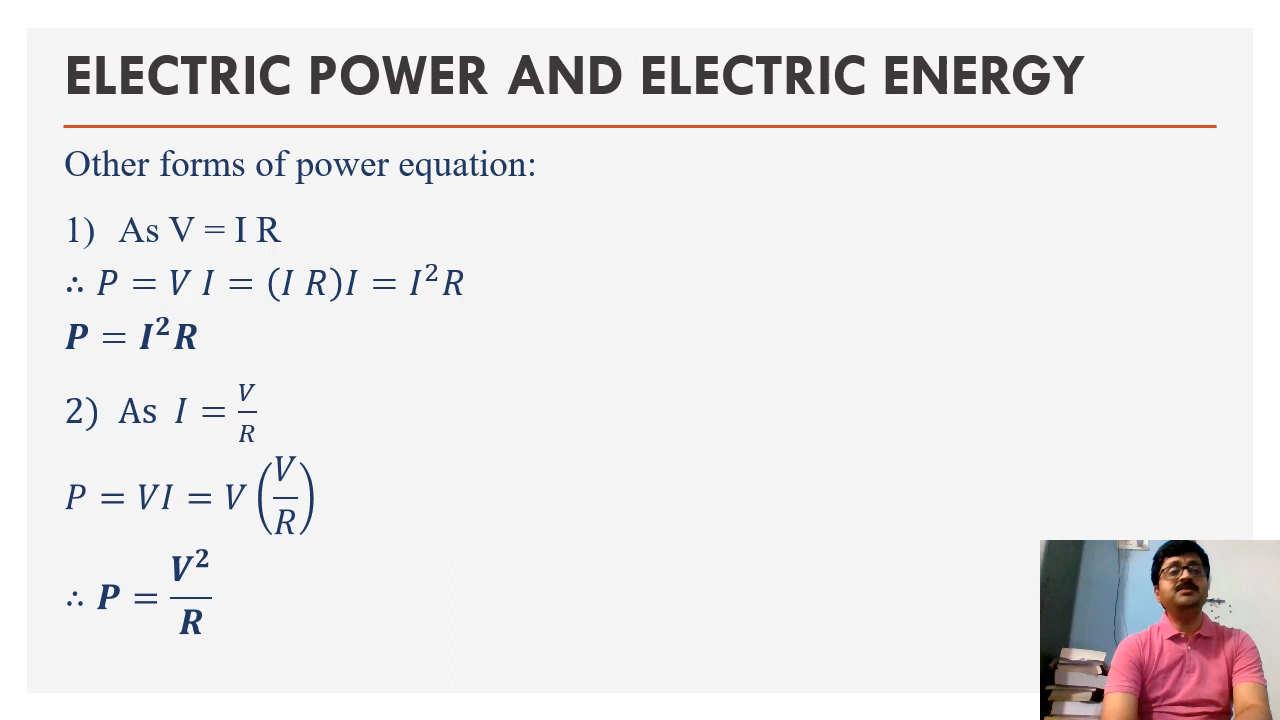 ELECTRIC POWER AND ELECTRIC ENERGY
Other forms of power equation:
1) As V = I R
∴ P = V I = (I R)I = I²R
P = I²R
2) As I = V/R
P = VI = V(V/R)
∴ P = V²/R